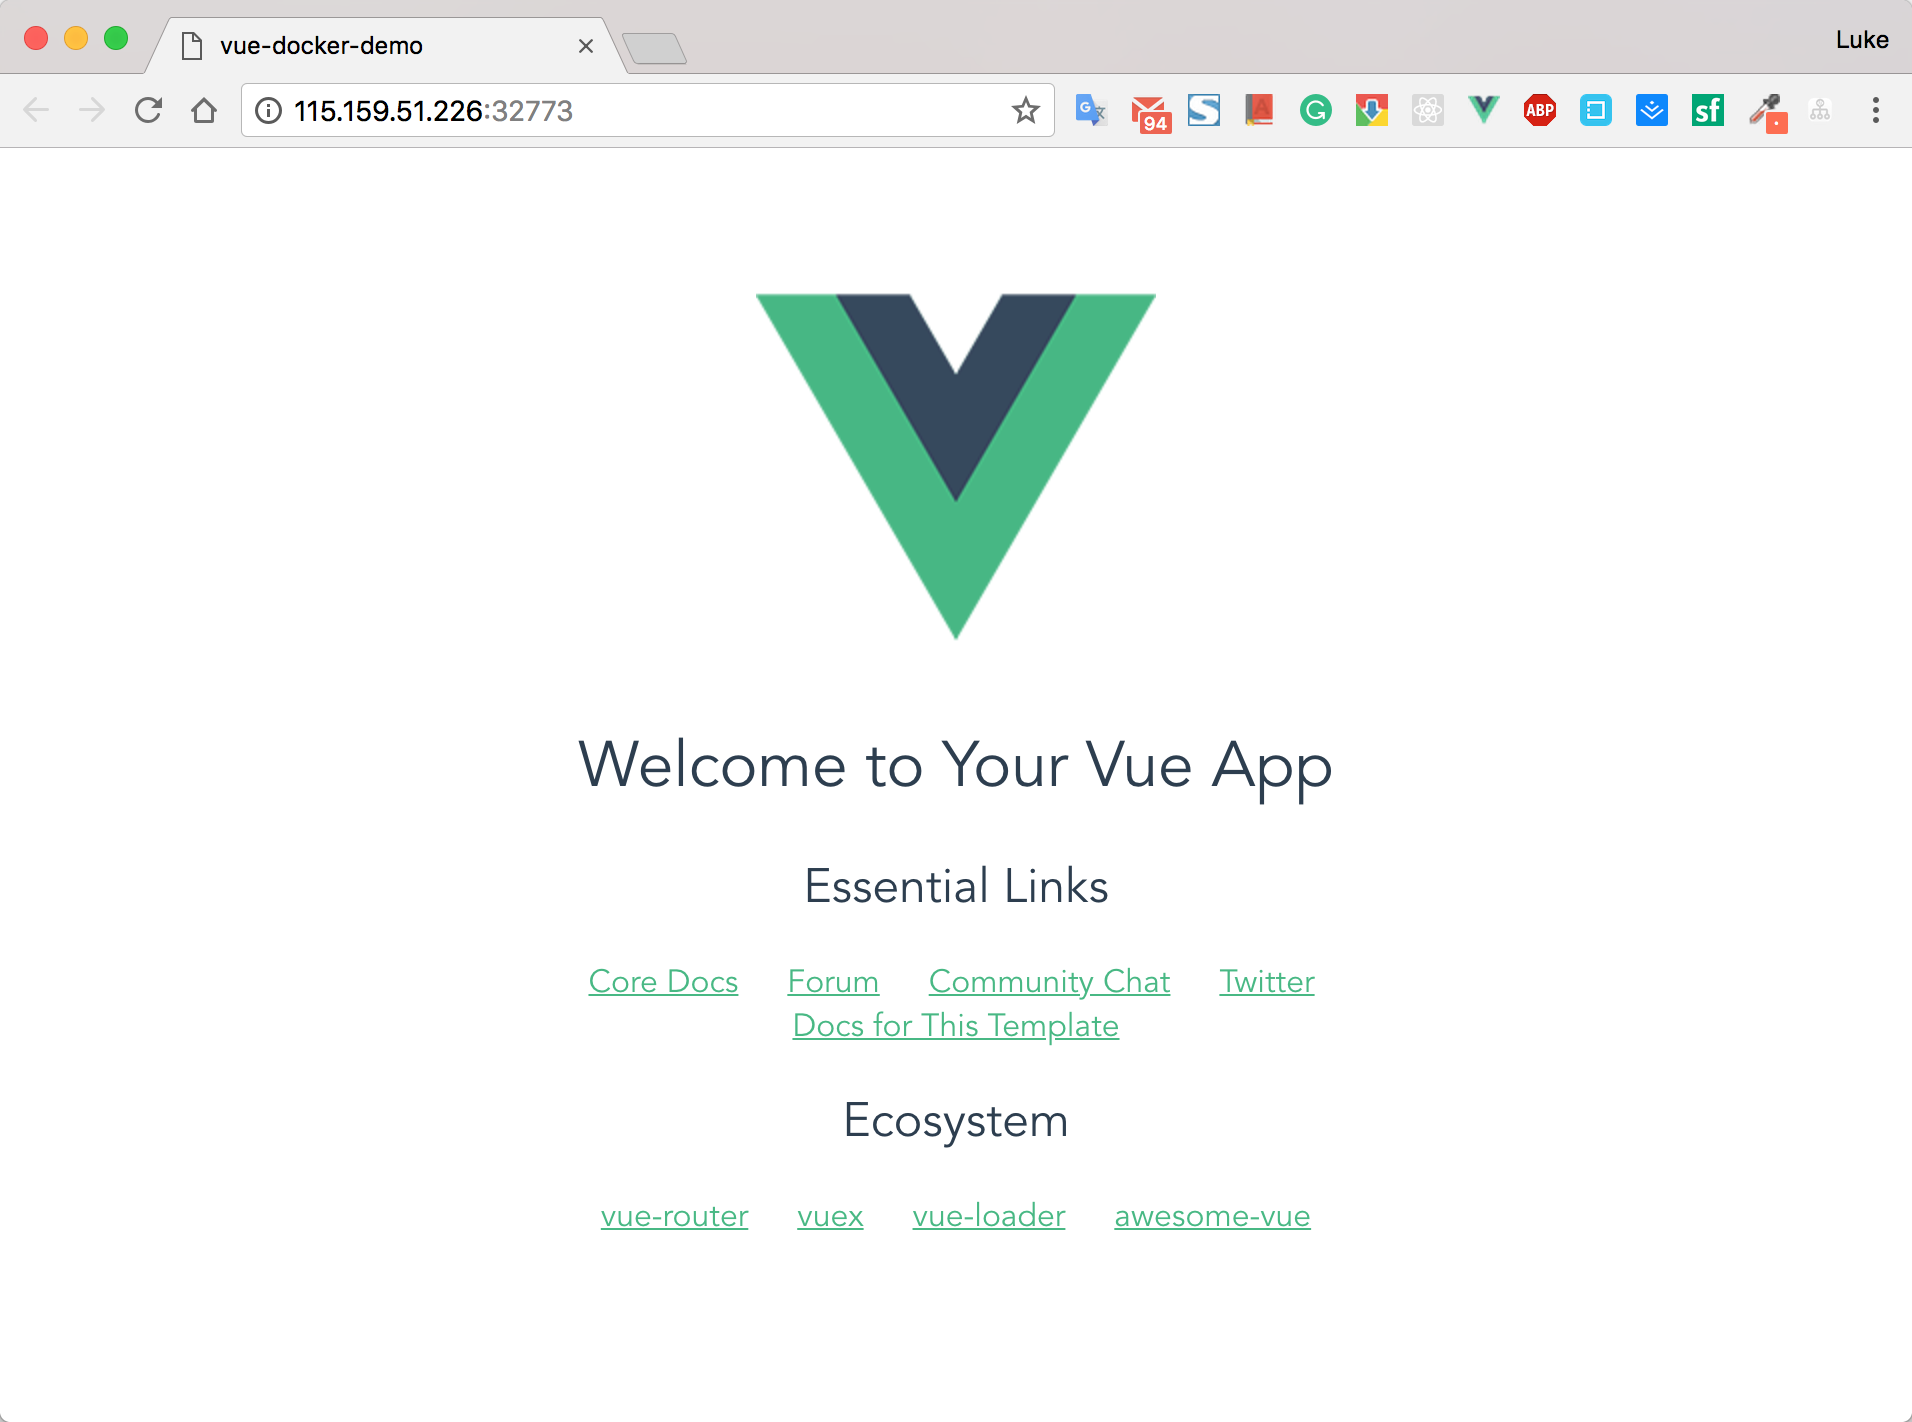 vue-docker-demo
Luke
115.159.51.226:32773
G
94
S
A
G
ABP
sf
Welcome to Your Vue App
Essential Links
Core Docs Forum Community Chat Twitter
Docs for This Template
Ecosystem
vue-router vuex vue-loader awesome-vue